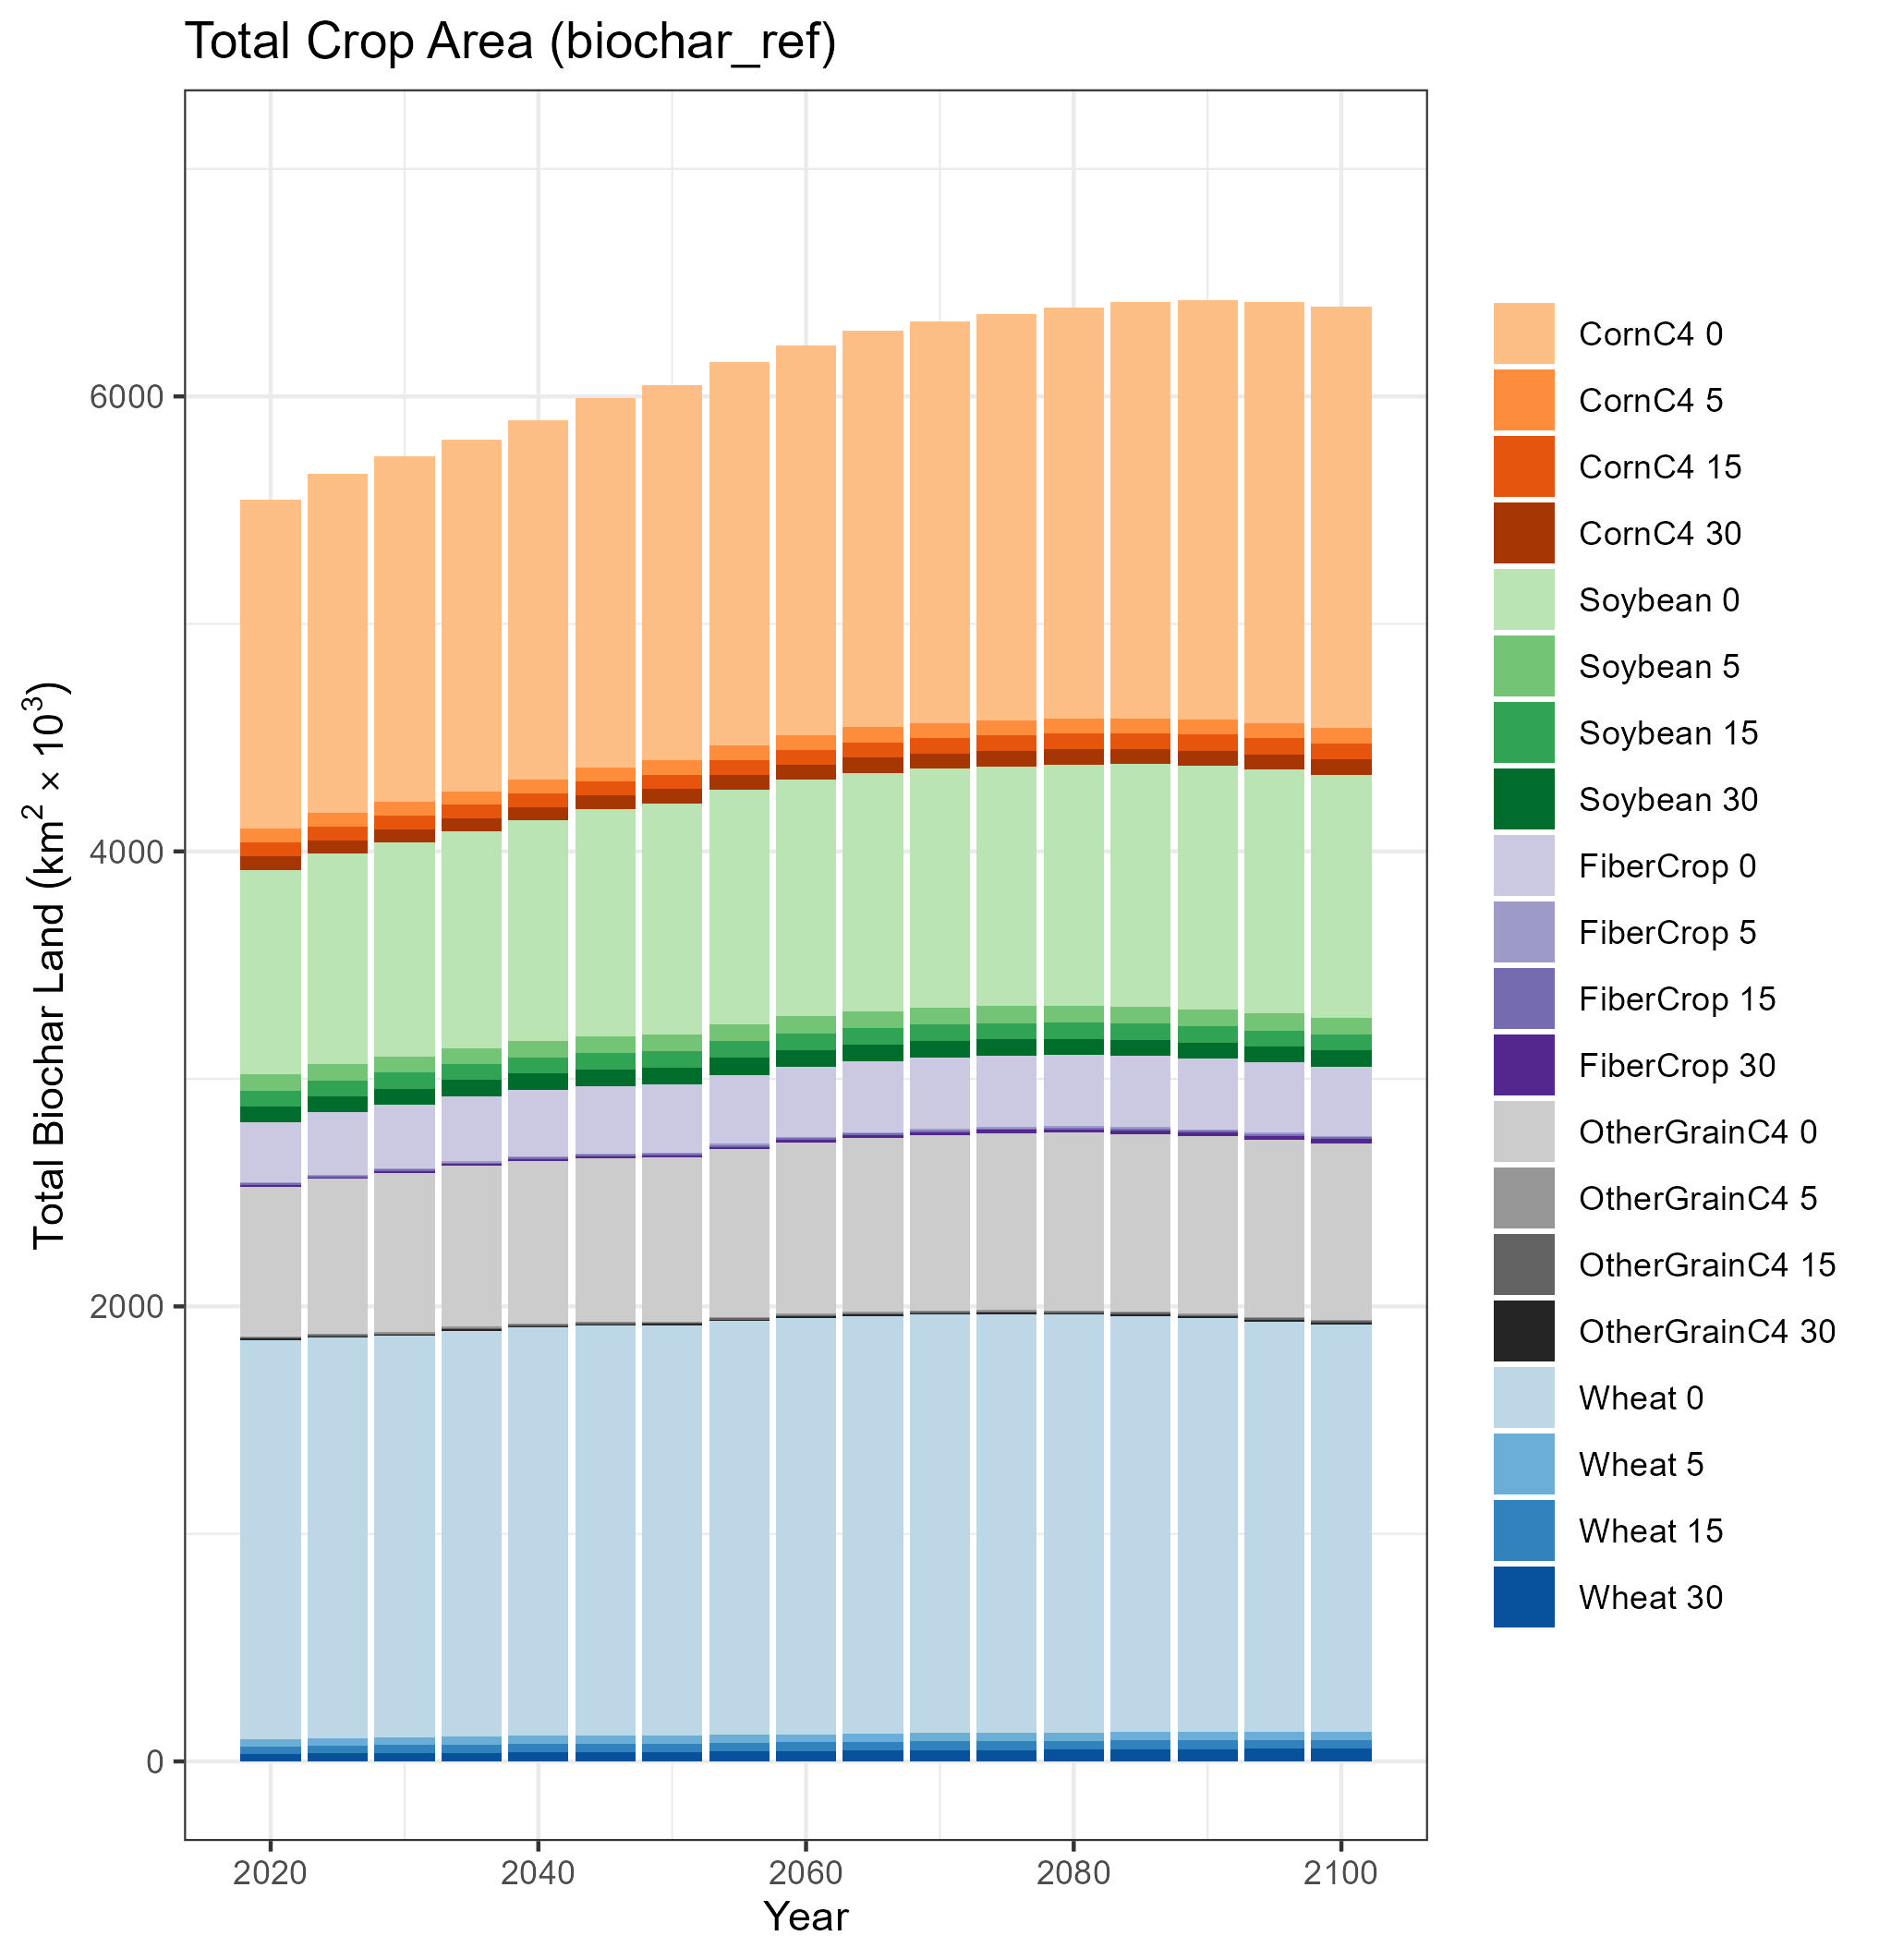 Total Crop Area (biochar_ref)
Total Biochar Land (km² × 10³)
6000
4000
2000
0
2020 2040 2060 2080 2100
Year
CornC4 0
CornC4 5
CornC4 15
CornC4 30
Soybean 0
Soybean 5
Soybean 15
Soybean 30
FiberCrop 0
FiberCrop 5
FiberCrop 15
FiberCrop 30
OtherGrainC4 0
OtherGrainC4 5
OtherGrainC4 15
OtherGrainC4 30
Wheat 0
Wheat 5
Wheat 15
Wheat 30